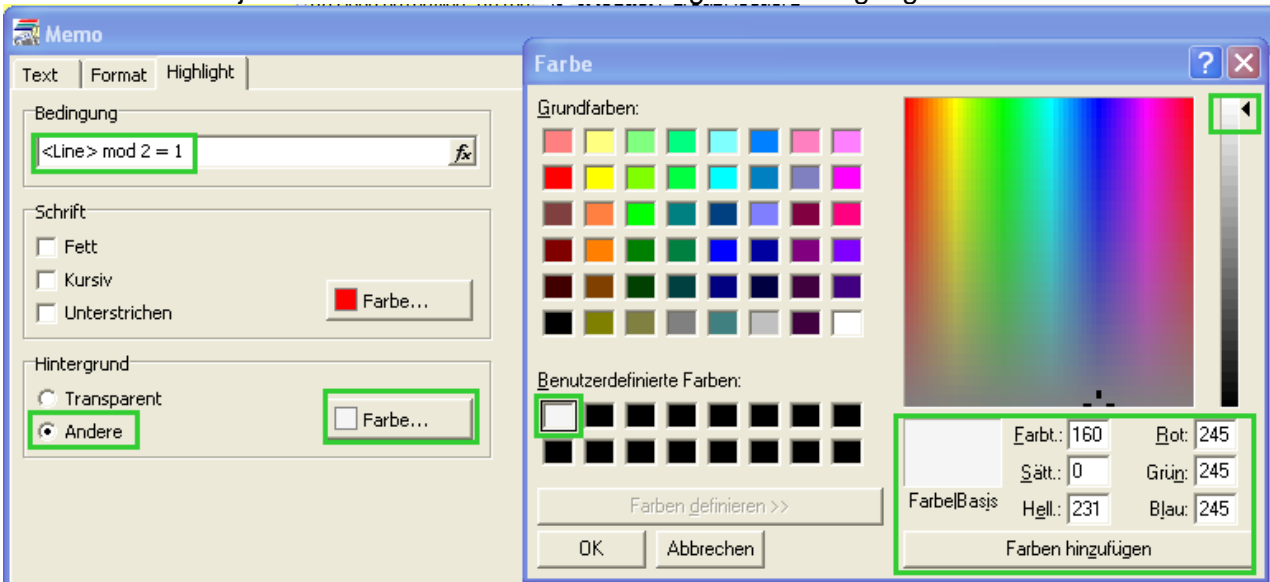 Memo
Text Format Highlight
Bedingung
<Line> mod 2 = 1
fx
Schrift
Fett
Kursiv
Unterstrichen
Farbe...
Hintergrund
Transparent
Andere
Farbe...
Farbe
?
Grundfarben:
Benutzerdefinierte Farben:
Farben definieren >>
OK Abbrechen
Farbe|Basis
Farbt.: 160 Rot: 245
Sätt.: 0 Grün: 245
Hell.: 231 Blau: 245
Farben hinzufügen